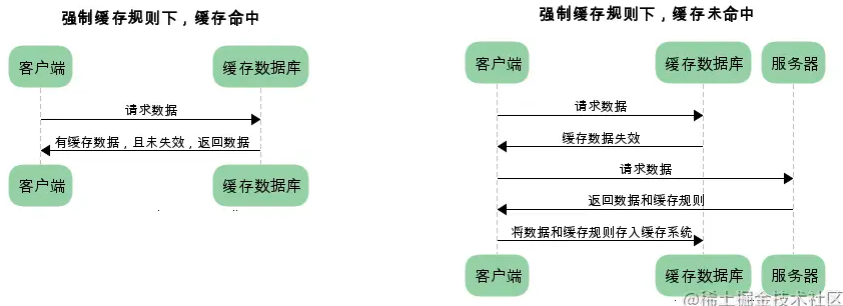 强制缓存规则下，缓存命中
客户端
缓存数据库
请求数据
有缓存数据，且未失效，返回数据
客户端
缓存数据库
强制缓存规则下，缓存未命中
客户端
缓存数据库
服务器
请求数据
缓存数据失效
请求数据
返回数据和缓存规则
将数据和缓存规则存入缓存系统
客户端
缓存数据库
服务器
@稀土掘金技术社区